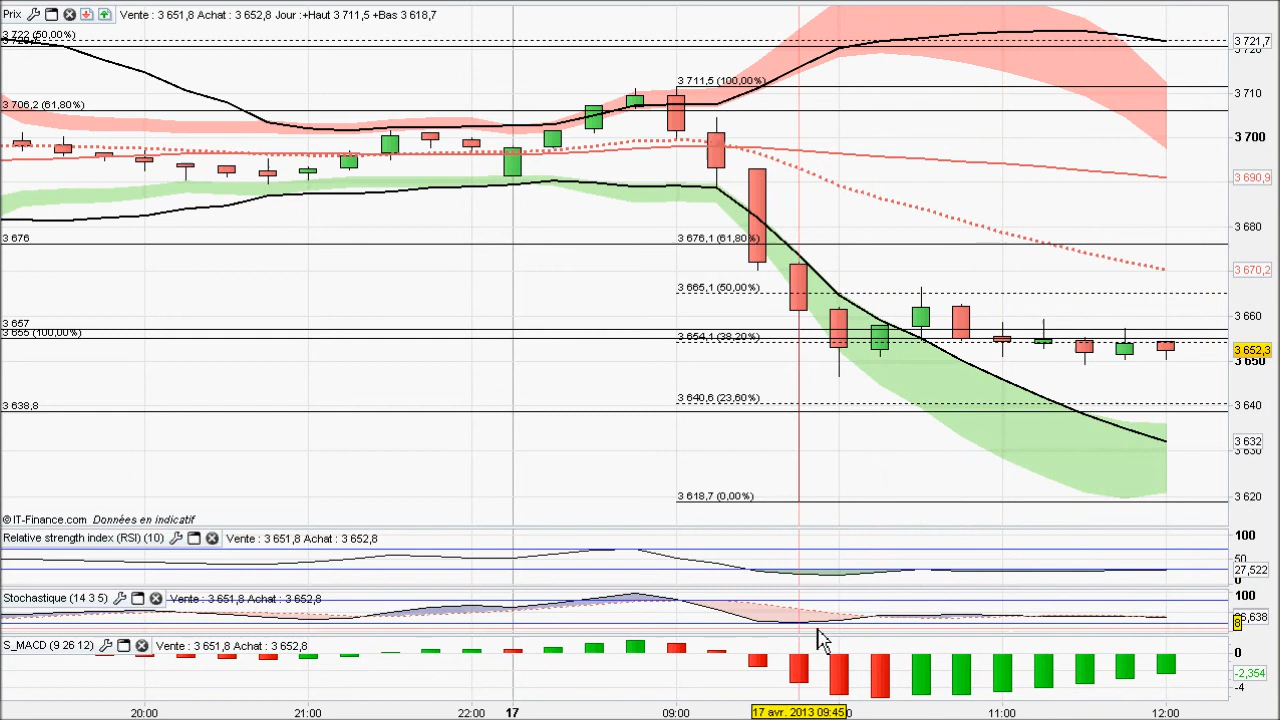 Prix Vente : 3 651,8 Achat : 3 652,8 Jour :+Haut 3 711,5 +Bas 3 618,7
3 722 (50,00%)
3 721,7
3 711,5 (100,00%)
3 710
3 706,2 (61,80%)
3 700
3 690,9
3 680
3 676
3 676,1 (61,80%)
3 670,2
3 665,1 (50,00%)
3 660
3 657
3 655 (100,00%)
3 654,1 (38,20%)
3 652,3
3 650
3 640,6 (23,60%)
3 638,8
3 640
3 632
3 630
3 618,7 (0,00%)
3 620
© IT-Finance.com Données en indicatif
Relative strength index (RSI) (10) Vente : 3 651,8 Achat : 3 652,8
100
50
27,522
0
Stochastique (14 3 5) Vente : 3 651,8 Achat : 3 652,8
100
S_MACD (9 26 12) Vente : 3 651,8 Achat : 3 652,8
0
-2,354
-4
21:00 22:00 17 09:00 17 avr. 2013 09:45 11:00 12:00